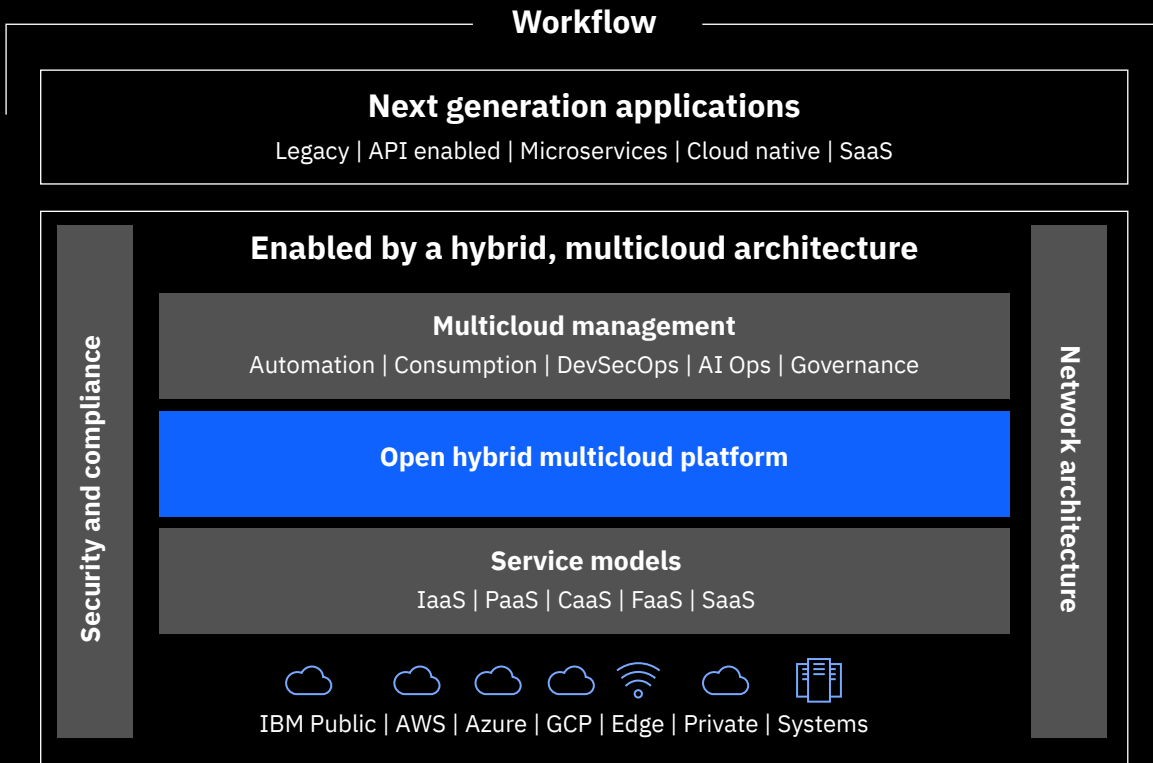 Workflow
Next generation applications
Legacy | API enabled | Microservices | Cloud native | SaaS
Enabled by a hybrid, multicloud architecture
Security and compliance
Multicloud management
Automation | Consumption | DevSecOps | AI Ops | Governance
Open hybrid multicloud platform
Service models
IaaS | PaaS | CaaS | FaaS | SaaS
Network architecture
IBM Public | AWS | Azure | GCP | Edge | Private | Systems